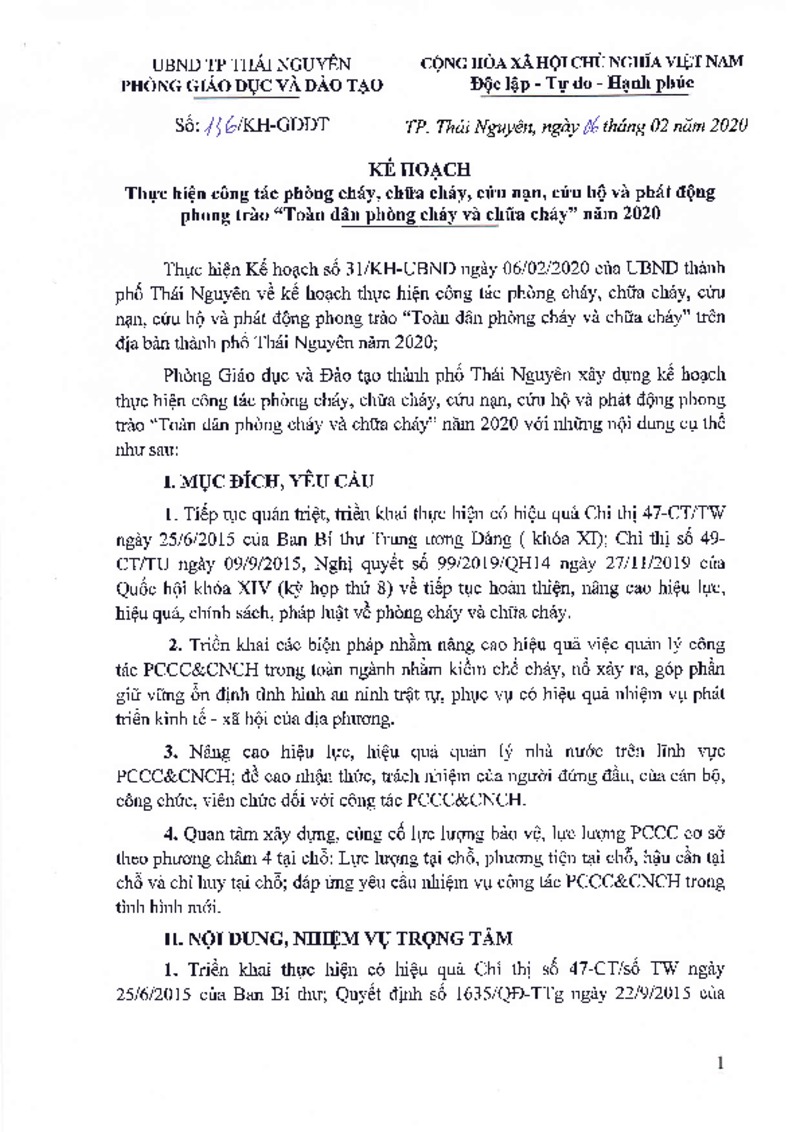 UBND TP THÁI NGUYÊN
PHÒNG GIÁO DỤC VÀ ĐÀO TẠO
CỘNG HÒA XÃ HỘI CHỦ NGHĨA VIỆT NAM
Độc lập - Tự do - Hạnh phúc
Số: 136/KH-GDĐT
TP. Thái Nguyên, ngày 06 tháng 02 năm 2020
KẾ HOẠCH
Thực hiện công tác phòng cháy, chữa cháy, cứu nạn, cứu hộ và phát động
phong trào “Toàn dân phòng cháy và chữa cháy” năm 2020
Thực hiện Kế hoạch số 31/KH-UBND ngày 06/02/2020 của UBND thành
phố Thái Nguyên về kế hoạch thực hiện công tác phòng cháy, chữa cháy, cứu
nạn, cứu hộ và phát động phong trào “Toàn dân phòng cháy và chữa cháy” trên
địa bàn thành phố Thái Nguyên năm 2020;
Phòng Giáo dục và Đào tạo thành phố Thái Nguyên xây dựng kế hoạch
thực hiện công tác phòng cháy, chữa cháy, cứu nạn, cứu hộ và phát động phong
trào “Toàn dân phòng cháy và chữa cháy” năm 2020 với những nội dung cụ thể
như sau:
I. MỤC ĐÍCH, YÊU CẦU
1. Tiếp tục quán triệt, triển khai thực hiện có hiệu quả Chỉ thị 47-CT/TW
ngày 25/6/2015 của Ban Bí thư Trung ương Đảng ( khóa XI); Chỉ thị số 49-
CT/TU ngày 09/9/2015, Nghị quyết số 99/2019/QH14 ngày 27/11/2019 của
Quốc hội khóa XIV (kỳ họp thứ 8) về tiếp tục hoàn thiện, nâng cao hiệu lực,
hiệu quả, chính sách, pháp luật về phòng cháy và chữa cháy.
2. Triển khai các biện pháp nhằm nâng cao hiệu quả việc quản lý công
tác PCCC&CNCH trong toàn ngành nhằm kiềm chế cháy, nổ xảy ra, góp phần
giữ vững ổn định tình hình an ninh trật tự, phục vụ có hiệu quả nhiệm vụ phát
triển kinh tế - xã hội của địa phương.
3. Nâng cao hiệu lực, hiệu quả quản lý nhà nước trên lĩnh vực
PCCC&CNCH; đề cao nhận thức, trách nhiệm của người đứng đầu, của cán bộ,
công chức, viên chức đối với công tác PCCC&CNCH.
4. Quan tâm xây dựng, củng cố lực lượng bảo vệ, lực lượng PCCC cơ sở
theo phương châm 4 tại chỗ: Lực lượng tại chỗ, phương tiện tại chỗ, hậu cần tại
chỗ và chỉ huy tại chỗ; đáp ứng yêu cầu nhiệm vụ công tác PCCC&CNCH trong
tình hình mới.
II. NỘI DUNG, NHIỆM VỤ TRỌNG TÂM
1. Triển khai thực hiện có hiệu quả Chỉ thị số 47-CT/số TW ngày
25/6/2015 của Ban Bí thư; Quyết định số 1635/QĐ-TTg ngày 22/9/2015 của
1